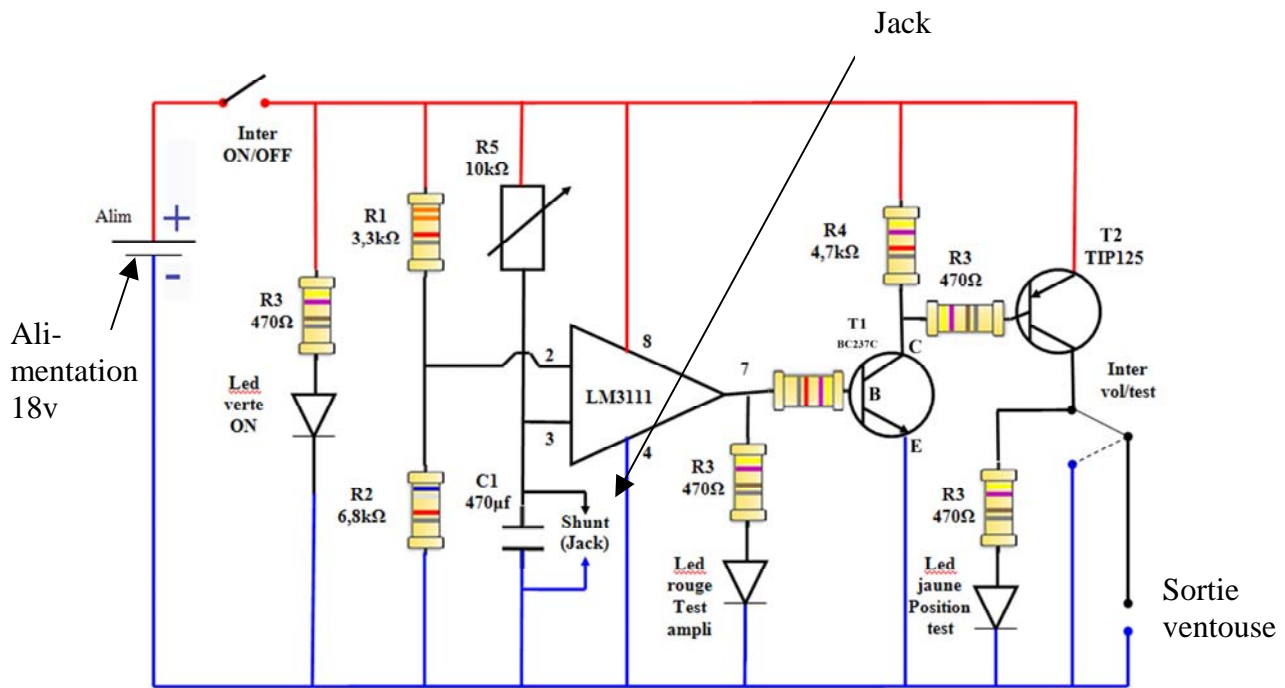 Jack
Inter
ON/OFF
Alim
+
-
Ali-
mentation
18v
R3
470Ω
Led
verte
ON
R1
3,3kΩ
R2
6,8kΩ
R5
10kΩ
C1
470µf
Shunt
(Jack)
2
3
8
4
LM3111
7
R3
470Ω
Led
rouge
Test
ampli
T1
BC237C
B
C
E
R4
4,7kΩ
R3
470Ω
T2
TIP125
Inter
vol/test
R3
470Ω
Led
jaune
Position
test
Sortie
ventouse